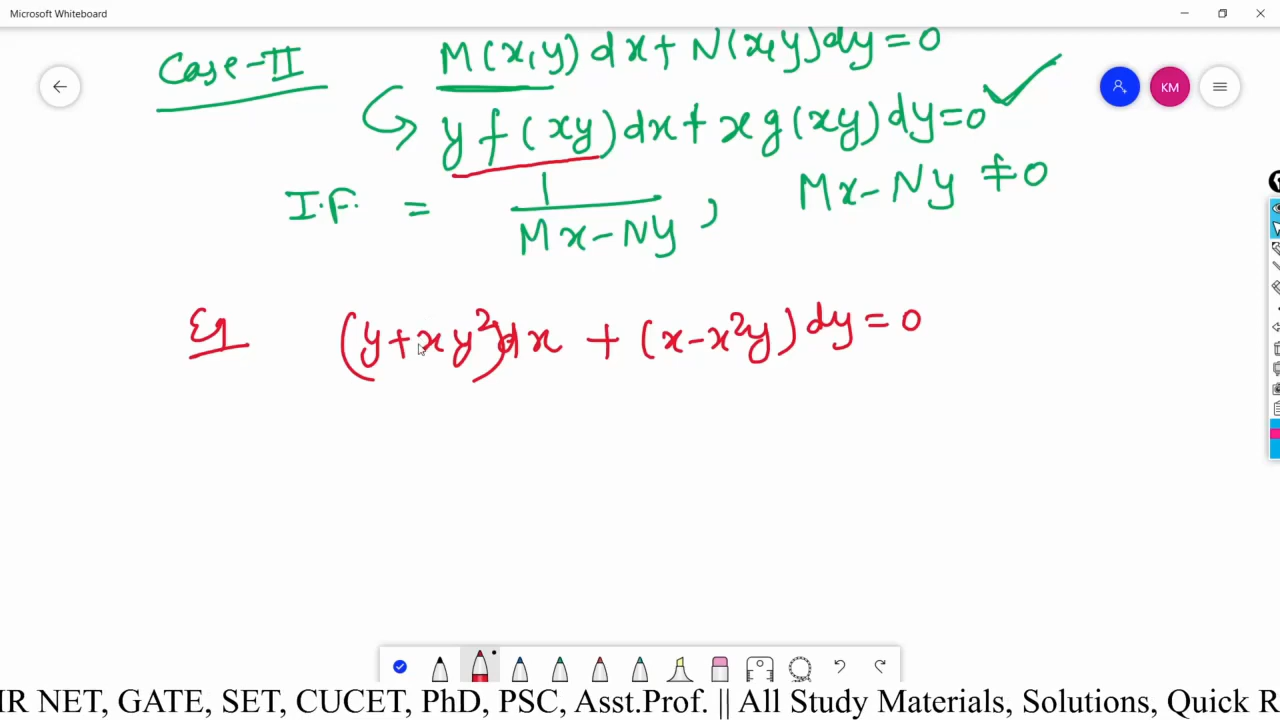 Microsoft Whiteboard
Case-II M(x,y)dx+N(x,y)dy=0
KM
y f(xy)dx+xg(xy)dy=0
I.F. = 1/(Mx-Ny), Mx-Ny ≠0
Eg (y+xy²)dx + (x-x²y)dy=0
IR NET, GATE, SET, CUCET, PhD, PSC, Asst.Prof. || All Study Materials, Solutions, Quick R